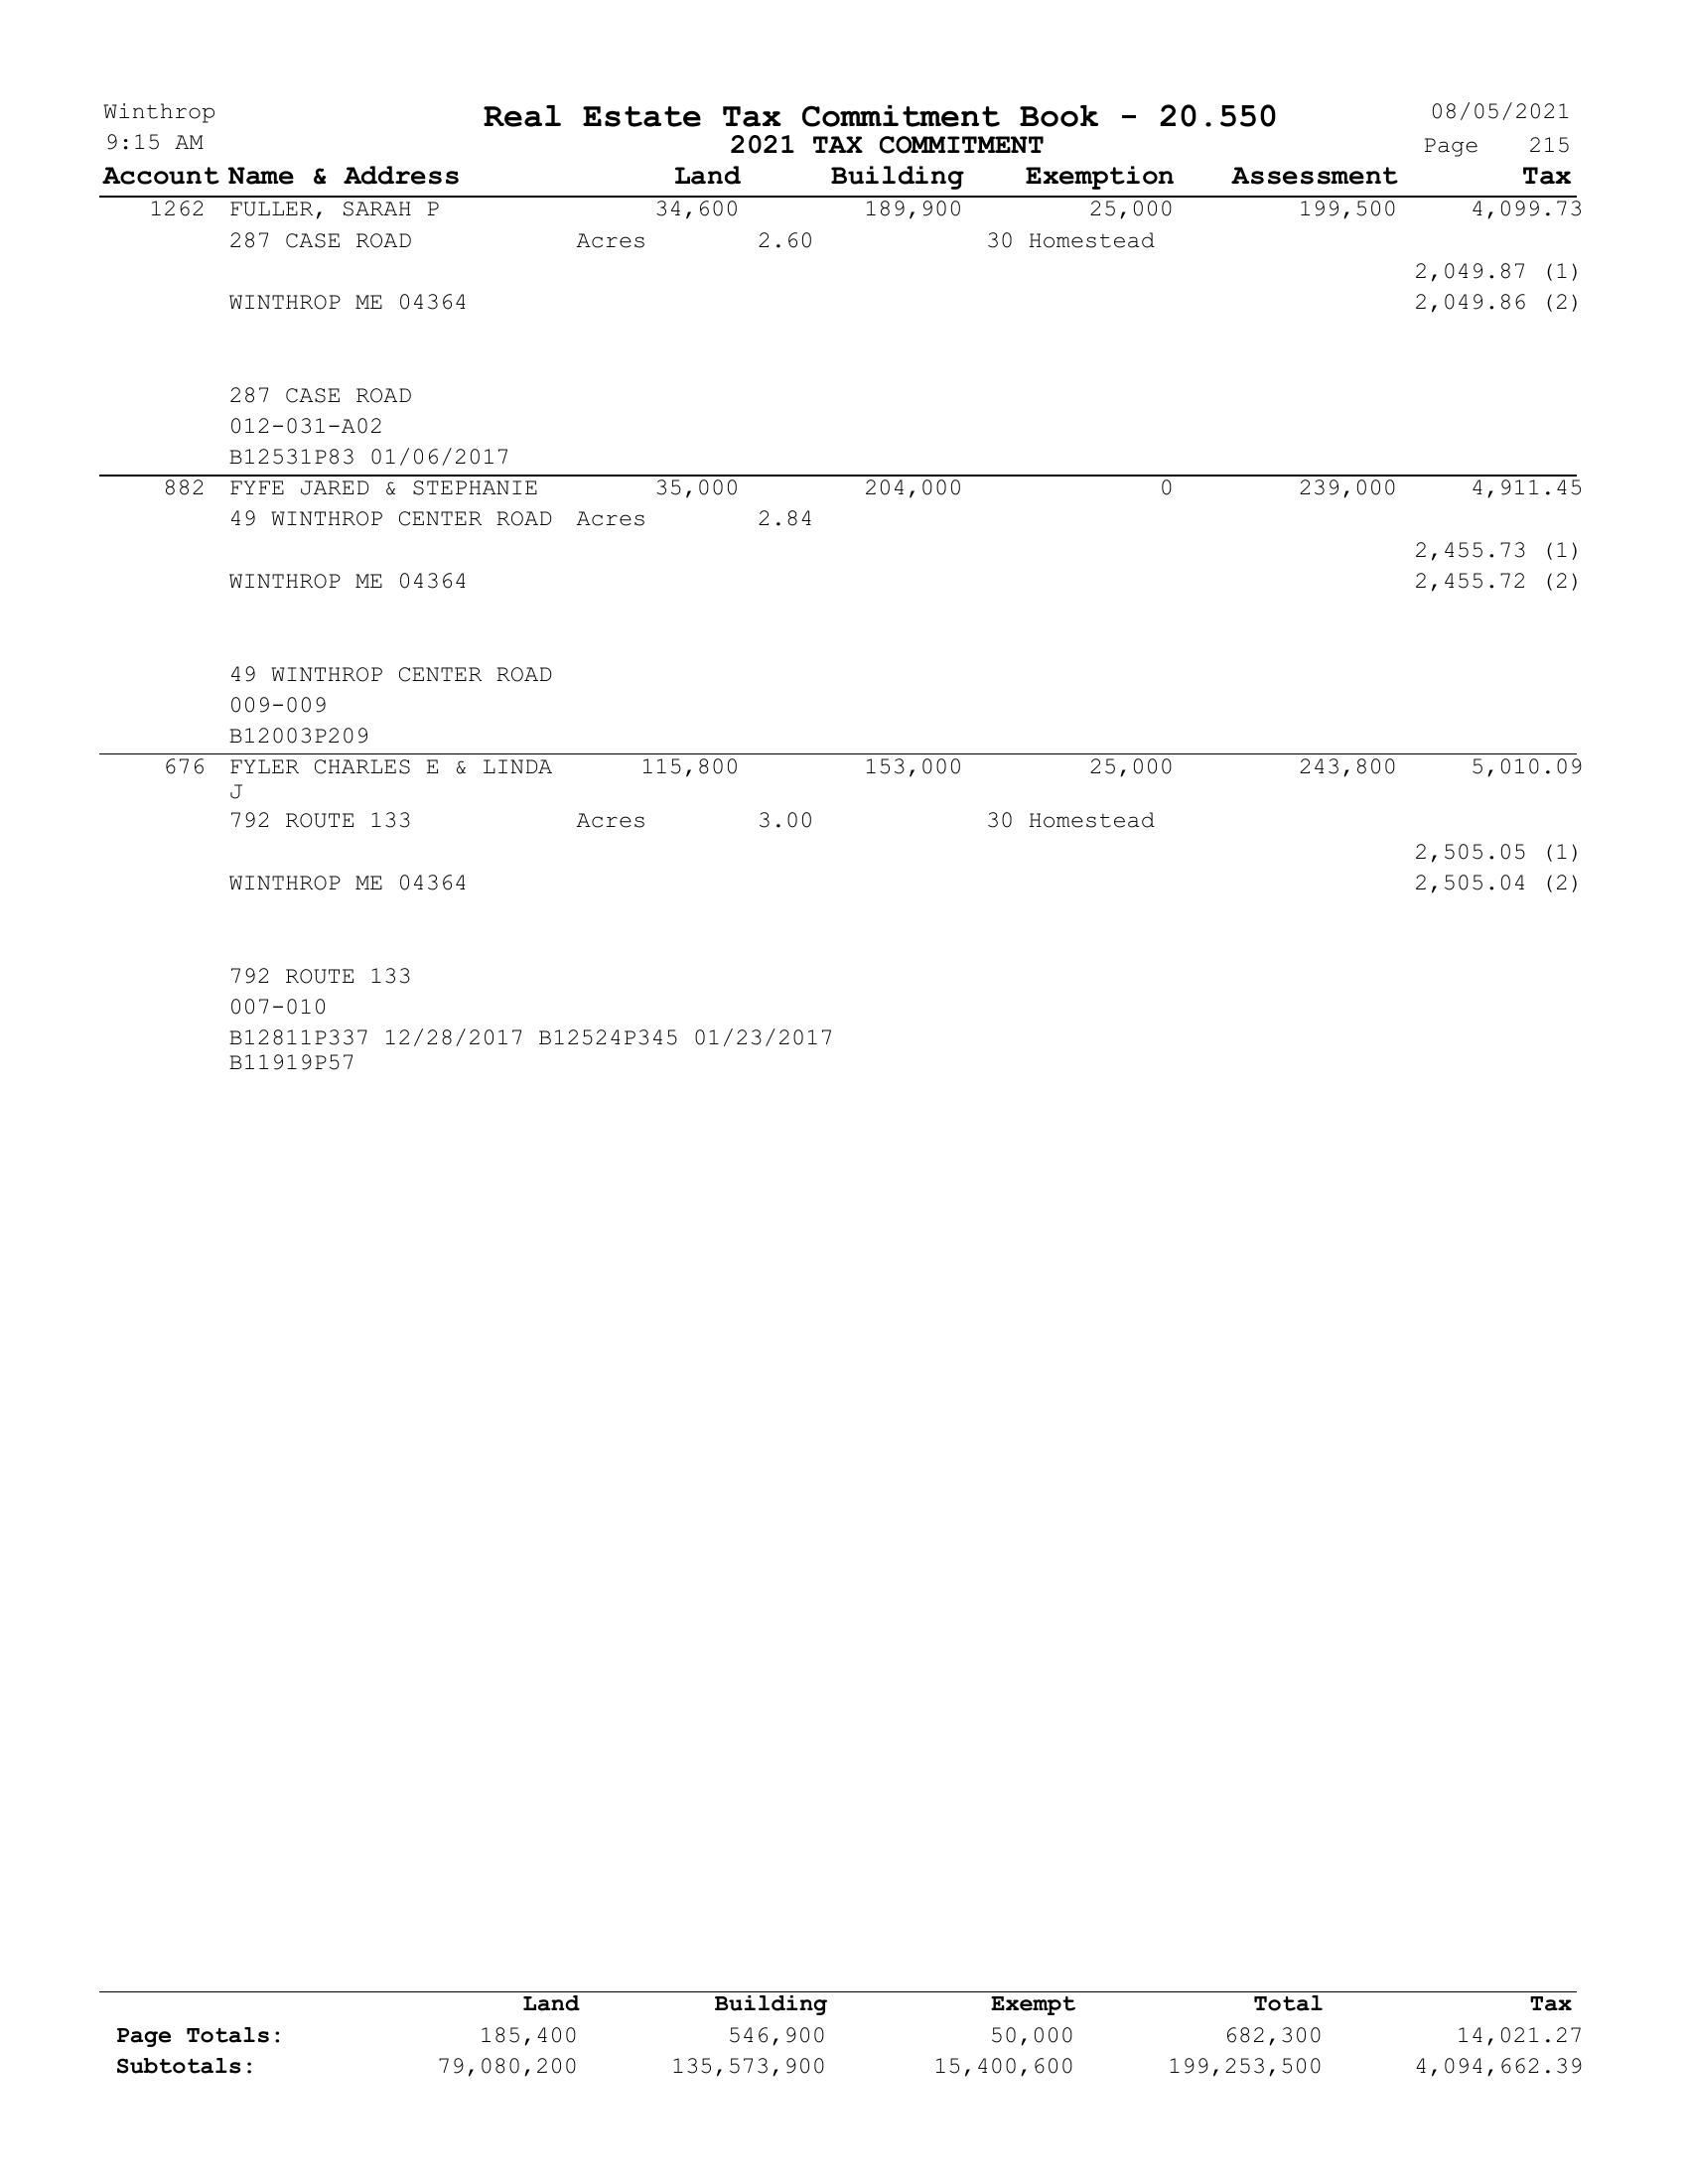 Winthrop Real Estate Tax Commitment Book - 20.550 08/05/2021
9:15 AM 2021 TAX COMMITMENT Page 215
Account Name & Address Land Building Exemption Assessment Tax
1262 FULLER, SARAH P 34,600 189,900 25,000 199,500 4,099.73
287 CASE ROAD Acres 2.60 30 Homestead
2,049.87 (1)
WINTHROP ME 04364 2,049.86 (2)
287 CASE ROAD
012-031-A02
B12531P83 01/06/2017
882 FYFE JARED & STEPHANIE 35,000 204,000 0 239,000 4,911.45
49 WINTHROP CENTER ROAD Acres 2.84
2,455.73 (1)
WINTHROP ME 04364 2,455.72 (2)
49 WINTHROP CENTER ROAD
009-009
B12003P209
676 FYLER CHARLES E & LINDA 115,800 153,000 25,000 243,800 5,010.09
J
792 ROUTE 133 Acres 3.00 30 Homestead
2,505.05 (1)
WINTHROP ME 04364 2,505.04 (2)
792 ROUTE 133
007-010
B12811P337 12/28/2017 B12524P345 01/23/2017
B11919P57
Land Building Exempt Total Tax
Page Totals: 185,400 546,900 50,000 682,300 14,021.27
Subtotals: 79,080,200 135,573,900 15,400,600 199,253,500 4,094,662.39